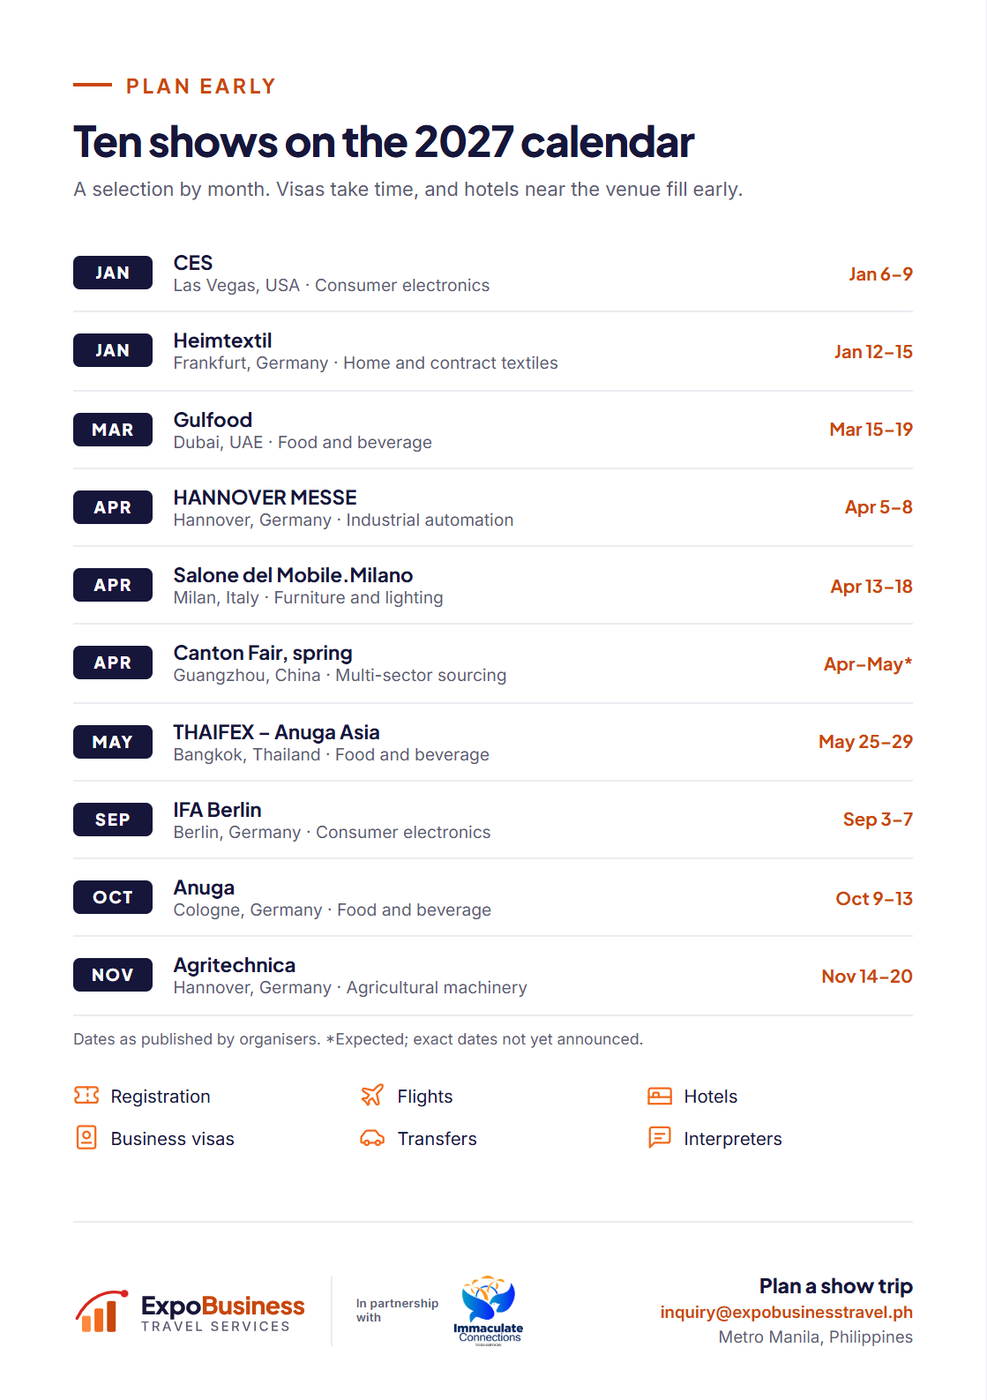 PLAN EARLY
Ten shows on the 2027 calendar
A selection by month. Visas take time, and hotels near the venue fill early.
JAN
CES
Las Vegas, USA · Consumer electronics
Jan 6–9
JAN
Heimtextil
Frankfurt, Germany · Home and contract textiles
Jan 12–15
MAR
Gulfood
Dubai, UAE · Food and beverage
Mar 15–19
APR
HANNOVER MESSE
Hannover, Germany · Industrial automation
Apr 5–8
APR
Salone del Mobile.Milano
Milan, Italy · Furniture and lighting
Apr 13–18
APR
Canton Fair, spring
Guangzhou, China · Multi-sector sourcing
Apr–May*
MAY
THAIFEX – Anuga Asia
Bangkok, Thailand · Food and beverage
May 25–29
SEP
IFA Berlin
Berlin, Germany · Consumer electronics
Sep 3–7
OCT
Anuga
Cologne, Germany · Food and beverage
Oct 9–13
NOV
Agritechnica
Hannover, Germany · Agricultural machinery
Nov 14–20
Dates as published by organisers. *Expected; exact dates not yet announced.
Registration
Flights
Hotels
Business visas
Transfers
Interpreters
ExpoBusiness
TRAVEL SERVICES
In partnership
with
Immaculate
Connections
Plan a show trip
inquiry@expobusinesstravel.ph
Metro Manila, Philippines